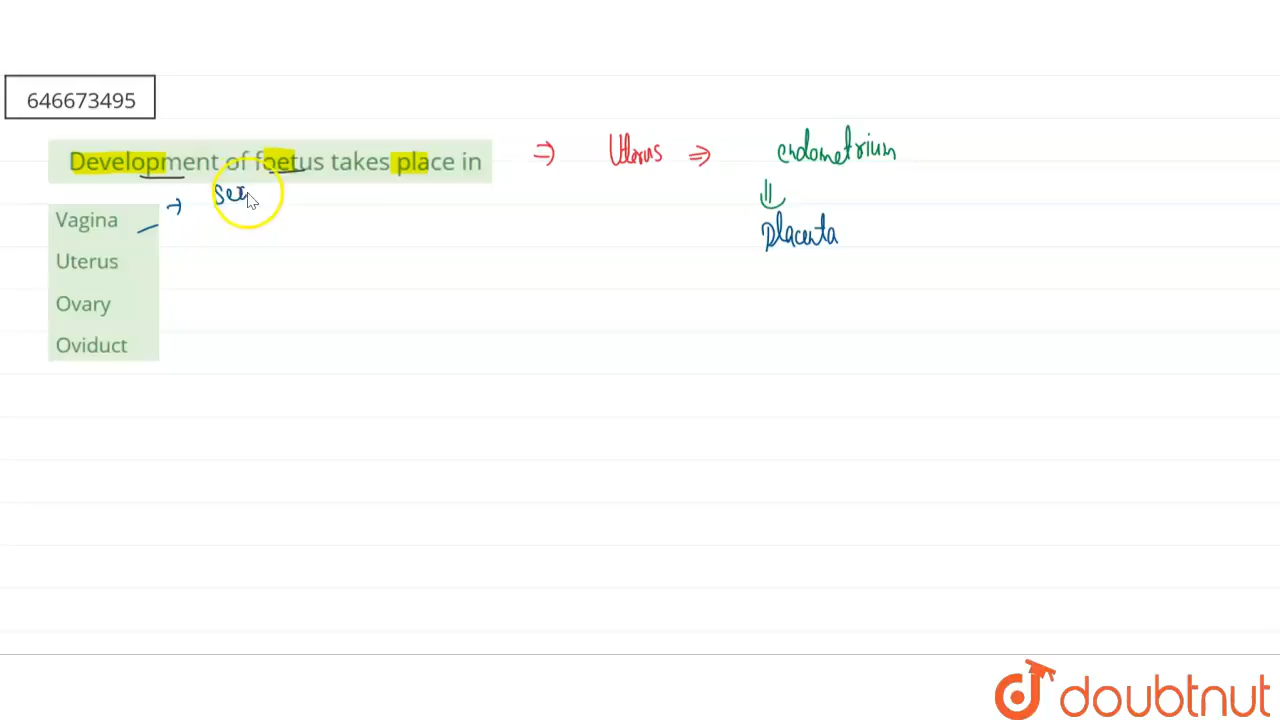 646673495
Development of foetus takes place in ⇒ Uterus ⇒ endometrium
Placenta
Vagina →
Uterus
Ovary
Oviduct
doubtnut